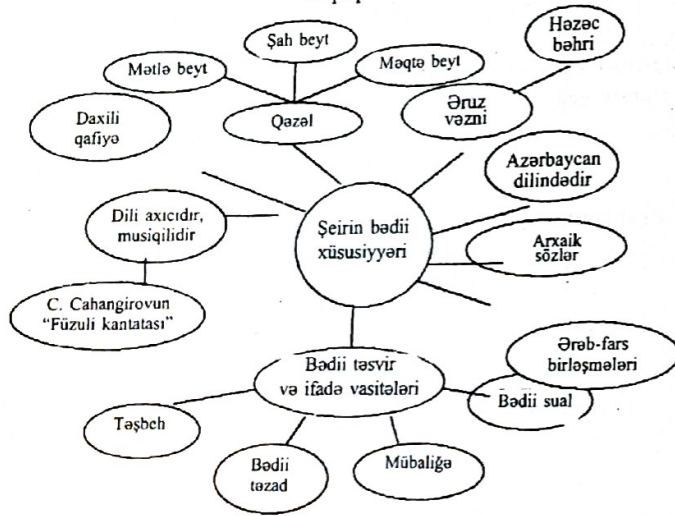 Həzəc
bəhri
Şah beyt
Mətlə beyt
Məqtə beyt
Əruz
vəzni
Daxili
qafiyə
Qəzəl
Azərbaycan
dilindədir
Şeirin bədii
xüsusiyyəri
Dili axıcıdır,
musiqilidir
Arxaik
sözlər
C. Cahangirovun
"Füzuli kantatası"
Ərəb-fars
birləşmələri
Bədii təsvir
və ifadə vasitələri
Bədii sual
Təşbeh
Bədii
təzad
Mübaliğə